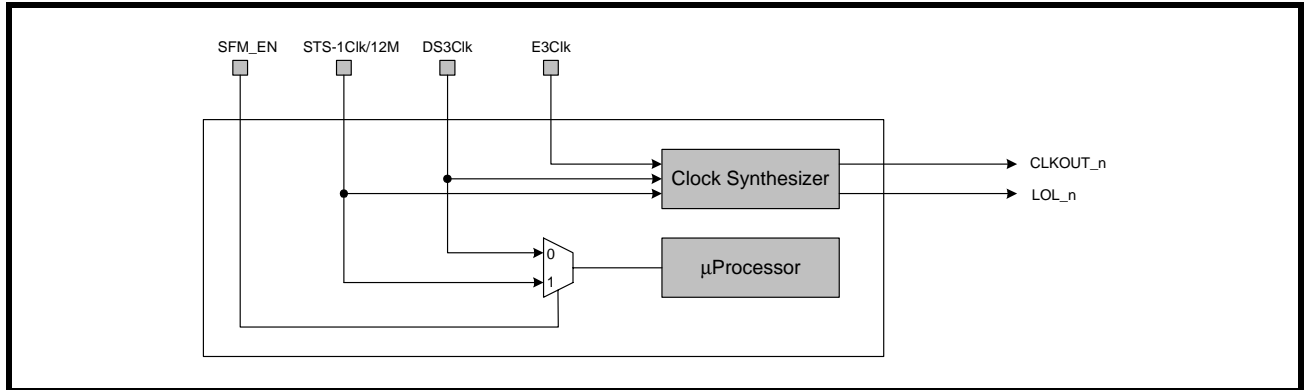 SFM_EN STS-1Clk/12M DS3Clk E3Clk
Clock Synthesizer
CLKOUT_n
LOL_n
0
1
µProcessor